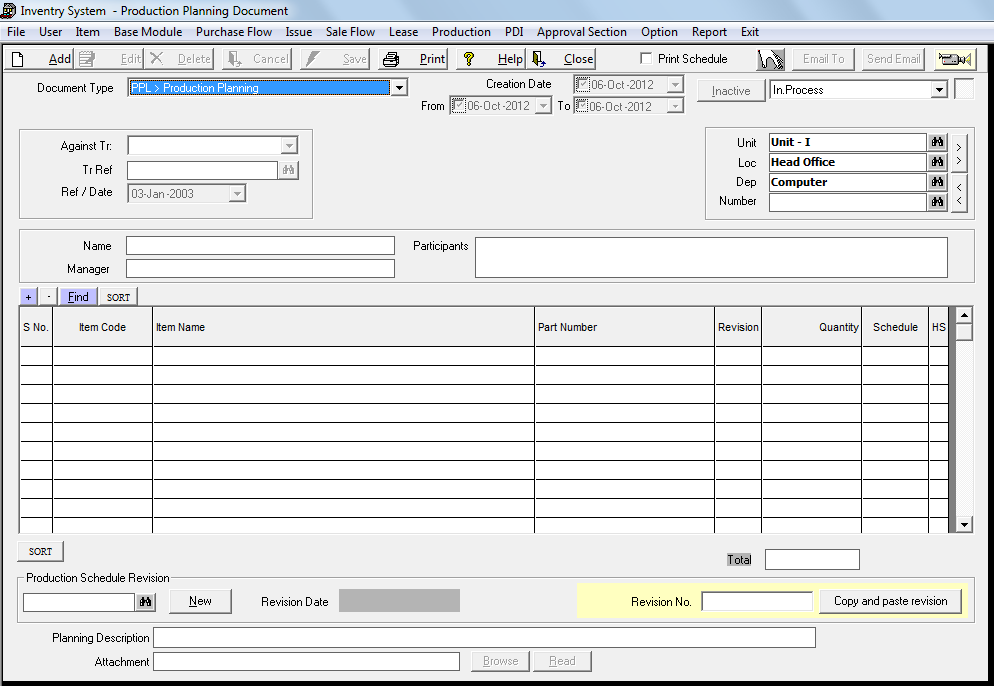 Inventry System - Production Planning Document
File User Item Base Module Purchase Flow Issue Sale Flow Lease Production PDI Approval Section Option Report Exit
Add Edit Delete Cancel Save Print ? Help Close Print Schedule Email To Send Email
Document Type PPL > Production Planning Creation Date 06-Oct-2012 Inactive In.Process
From 06-Oct-2012 To 06-Oct-2012
Against Tr: Unit Unit - I >
Tr Ref Loc Head Office >
Ref / Date 03-Jan-2003 Dep Computer <
Number <
Name Participants
Manager
+ - Find SORT
S No. Item Code Item Name Part Number Revision Quantity Schedule HS
SORT
Total
Production Schedule Revision
New Revision Date Revision No. Copy and paste revision
Planning Description
Attachment Browse Read